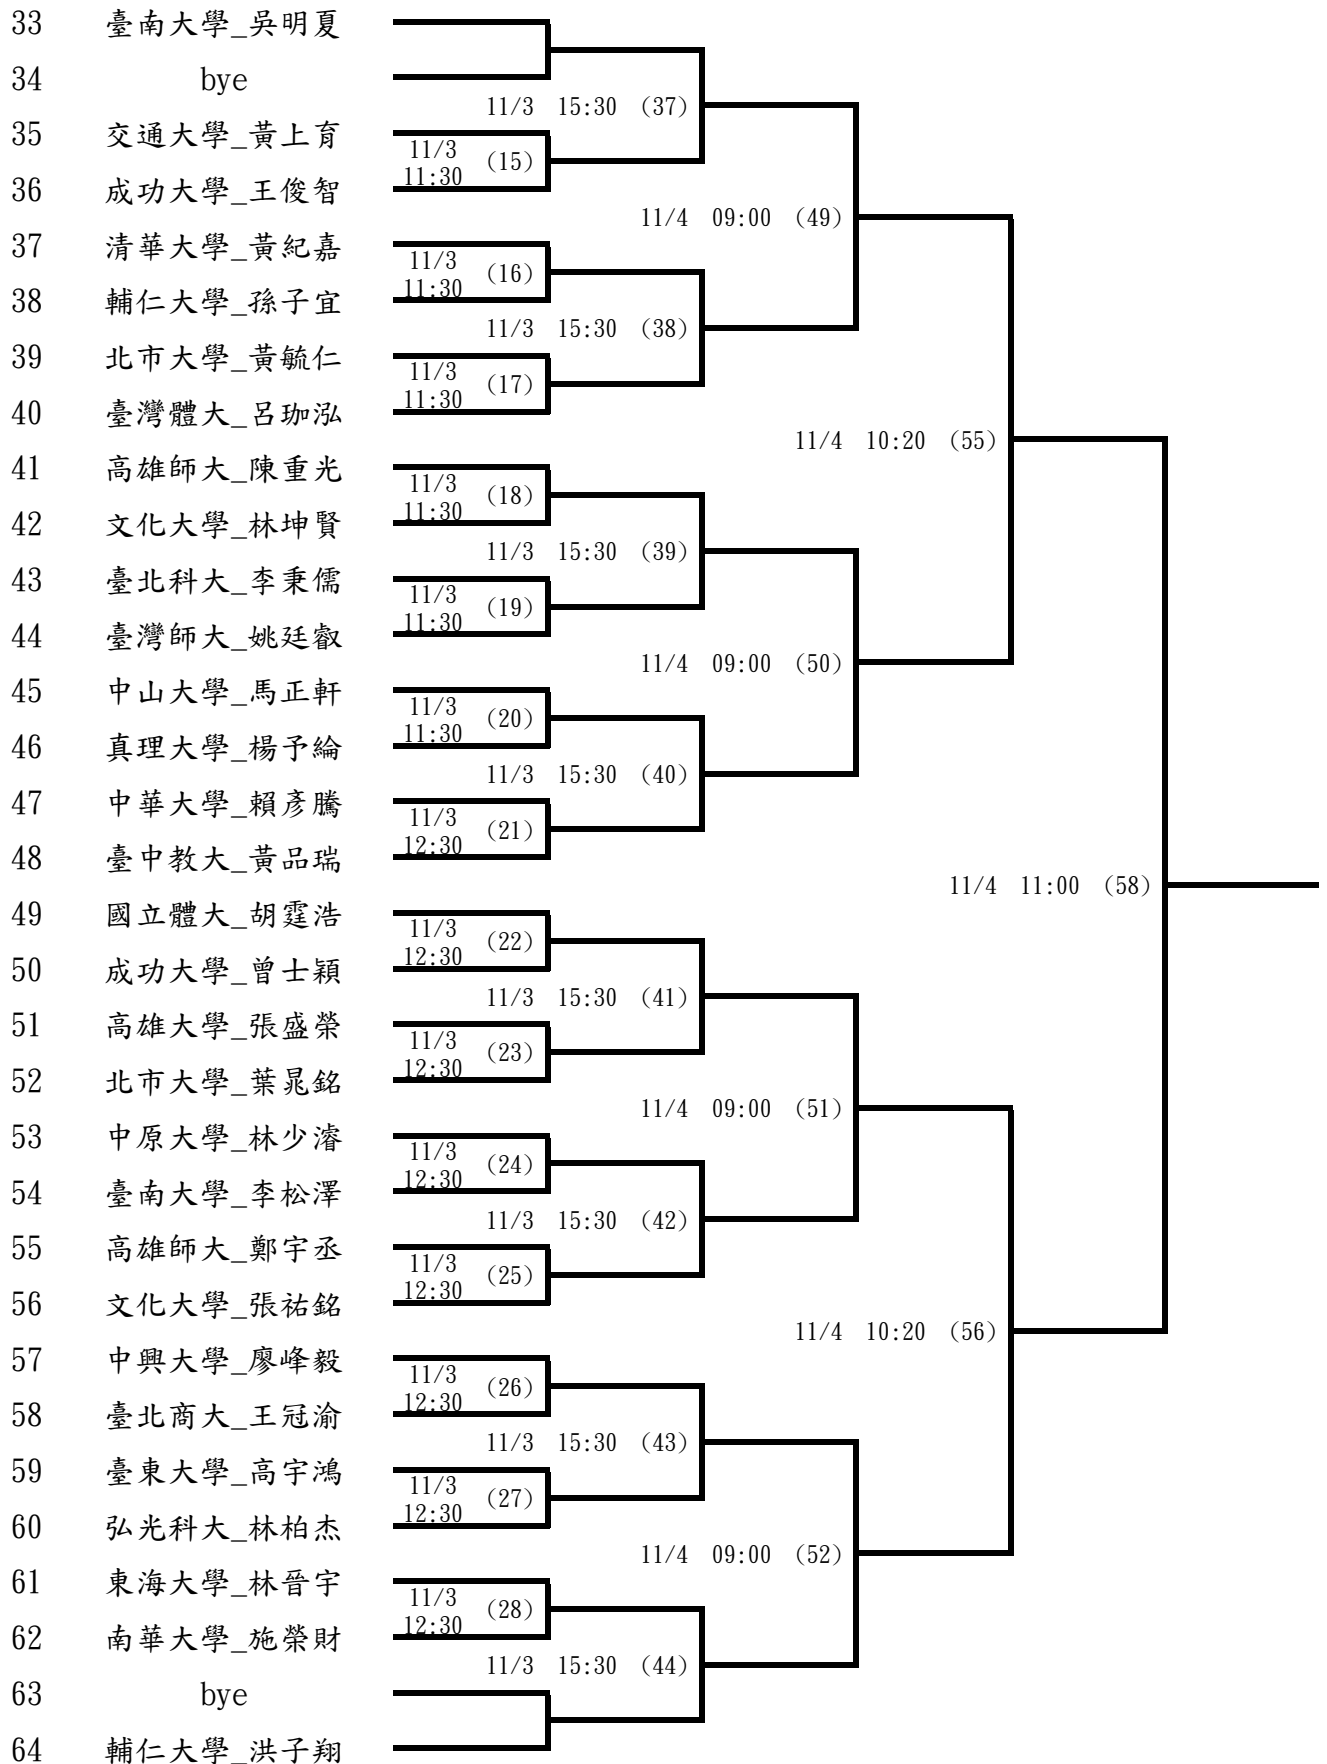 33 臺南大學_吳明夏
34 bye
11/3 15:30 (37)
35 交通大學_黃上育
11/3 11:30 (15)
36 成功大學_王俊智
11/4 09:00 (49)
37 清華大學_黃紀嘉
11/3 11:30 (16)
38 輔仁大學_孫子宜
11/3 15:30 (38)
39 北市大學_黃毓仁
11/3 11:30 (17)
40 臺灣體大_呂珈泓
11/4 10:20 (55)
41 高雄師大_陳重光
11/3 11:30 (18)
42 文化大學_林坤賢
11/3 15:30 (39)
43 臺北科大_李秉儒
11/3 11:30 (19)
44 臺灣師大_姚廷叡
11/4 09:00 (50)
45 中山大學_馬正軒
11/3 11:30 (20)
46 真理大學_楊予綸
11/3 15:30 (40)
47 中華大學_賴彥騰
11/3 12:30 (21)
48 臺中教大_黃品瑞
11/4 11:00 (58)
49 國立體大_胡霆浩
11/3 12:30 (22)
50 成功大學_曾士穎
11/3 15:30 (41)
51 高雄大學_張盛榮
11/3 12:30 (23)
52 北市大學_葉晁銘
11/4 09:00 (51)
53 中原大學_林少濬
11/3 12:30 (24)
54 臺南大學_李松澤
11/3 15:30 (42)
55 高雄師大_鄭宇丞
11/3 12:30 (25)
56 文化大學_張祐銘
11/4 10:20 (56)
57 中興大學_廖峰毅
11/3 12:30 (26)
58 臺北商大_王冠渝
11/3 15:30 (43)
59 臺東大學_高宇鴻
11/3 12:30 (27)
60 弘光科大_林柏杰
11/4 09:00 (52)
61 東海大學_林晉宇
11/3 12:30 (28)
62 南華大學_施榮財
11/3 15:30 (44)
63 bye
64 輔仁大學_洪子翔